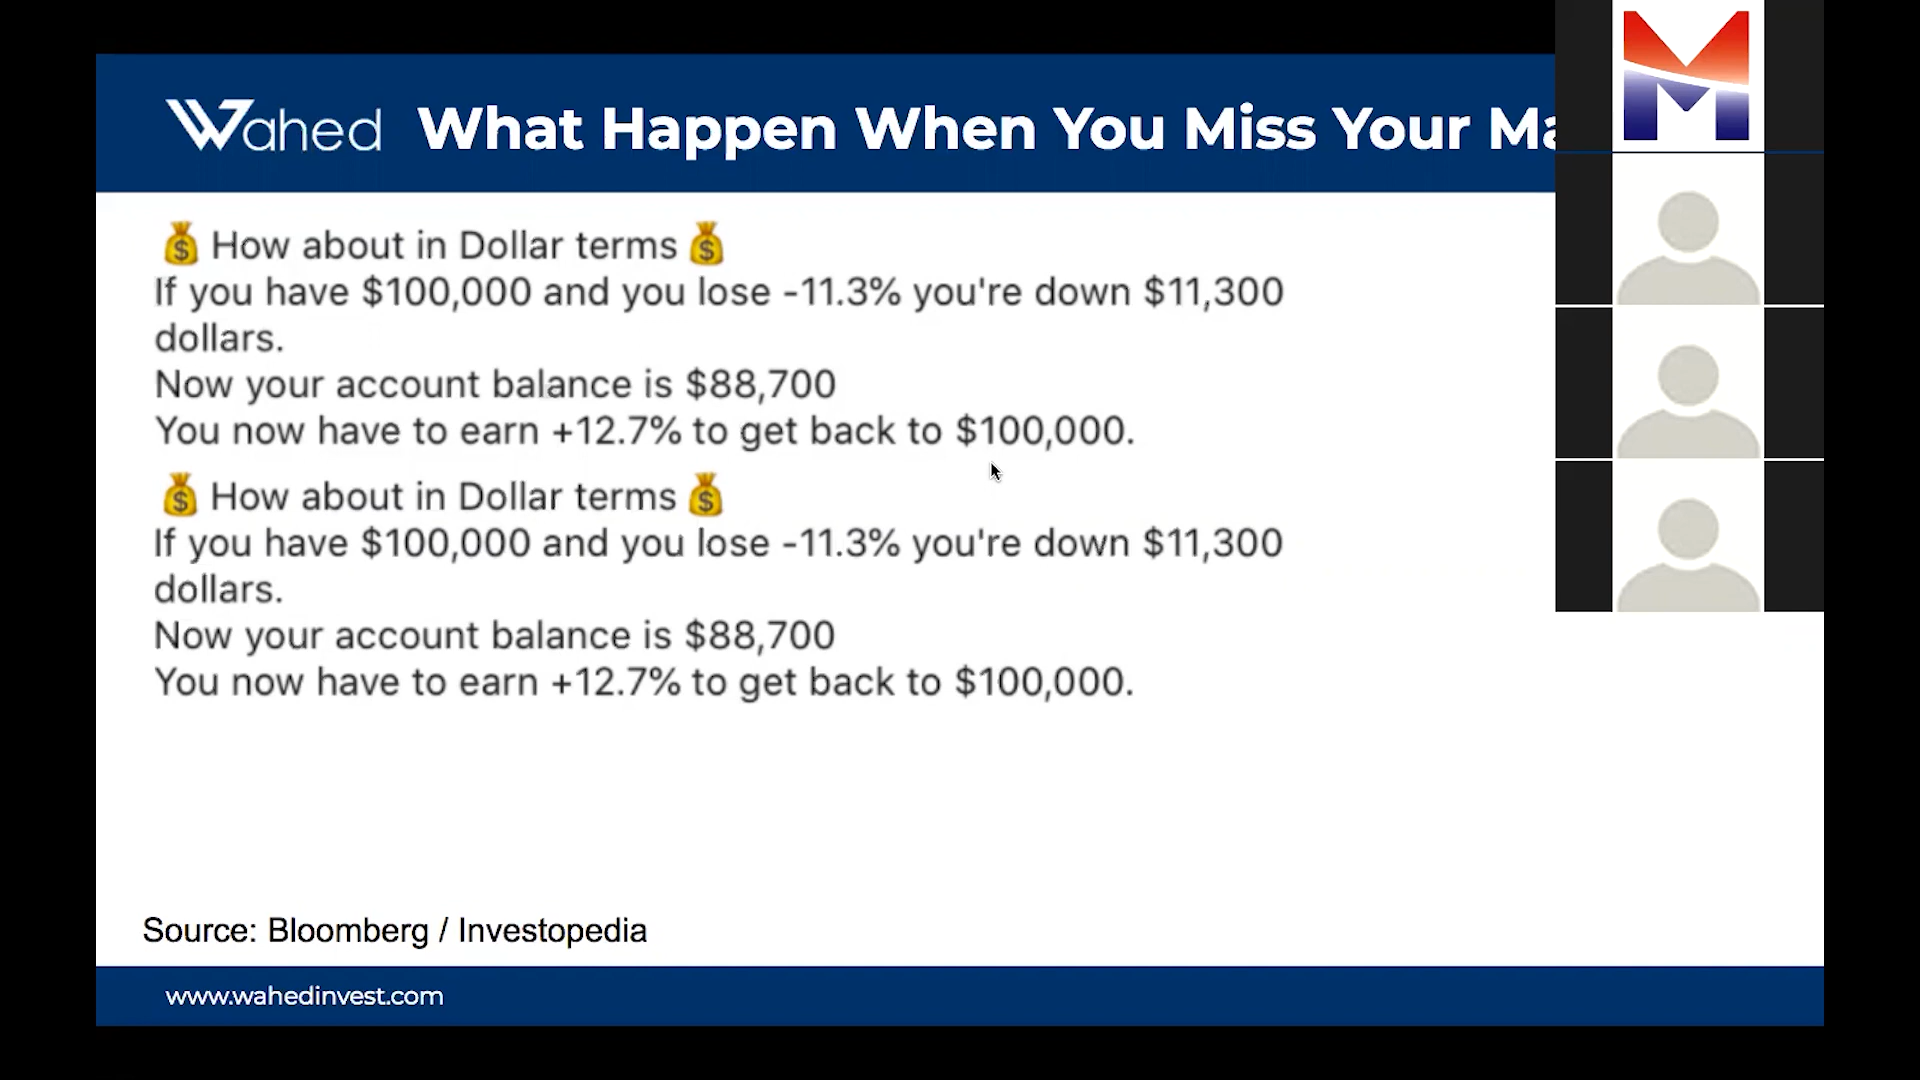 Wahed What Happen When You Miss Your Ma
💰 How about in Dollar terms 💰
If you have $100,000 and you lose -11.3% you're down $11,300
dollars.
Now your account balance is $88,700
You now have to earn +12.7% to get back to $100,000.
💰 How about in Dollar terms 💰
If you have $100,000 and you lose -11.3% you're down $11,300
dollars.
Now your account balance is $88,700
You now have to earn +12.7% to get back to $100,000.
Source: Bloomberg / Investopedia
www.wahedinvest.com
M